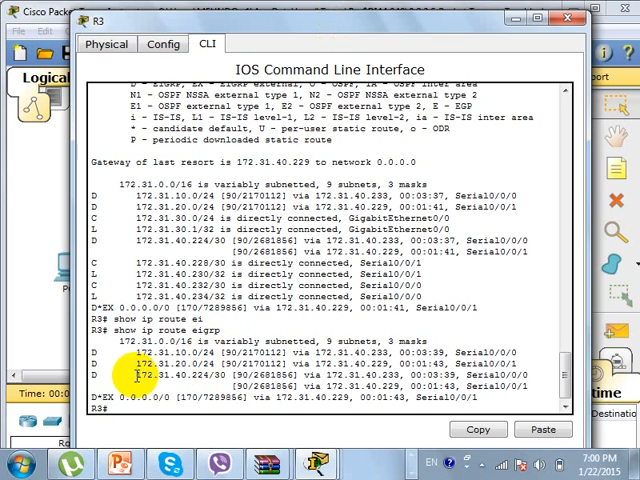 Cisco Packet Tracer
R3
File
Edit
Physical
Config
CLI
Logical
IOS Command Line Interface
D - EIGRP, EX - EIGRP external, O - OSPF, IA - OSPF inter area
N1 - OSPF NSSA external type 1, N2 - OSPF NSSA external type 2
E1 - OSPF external type 1, E2 - OSPF external type 2, E - EGP
i - IS-IS, L1 - IS-IS level-1, L2 - IS-IS level-2, ia - IS-IS inter area
* - candidate default, U - per-user static route, o - ODR
P - periodic downloaded static route
Gateway of last resort is 172.31.40.229 to network 0.0.0.0
172.31.0.0/16 is variably subnetted, 9 subnets, 3 masks
D 172.31.10.0/24 [90/2170112] via 172.31.40.233, 00:03:37, Serial0/0/0
D 172.31.20.0/24 [90/2170112] via 172.31.40.229, 00:01:41, Serial0/0/1
C 172.31.30.0/24 is directly connected, GigabitEthernet0/0
L 172.31.30.1/32 is directly connected, GigabitEthernet0/0
D 172.31.40.224/30 [90/2681856] via 172.31.40.233, 00:03:37, Serial0/0/0
[90/2681856] via 172.31.40.229, 00:01:41, Serial0/0/1
C 172.31.40.228/30 is directly connected, Serial0/0/1
L 172.31.40.230/32 is directly connected, Serial0/0/1
C 172.31.40.232/30 is directly connected, Serial0/0/0
L 172.31.40.234/32 is directly connected, Serial0/0/0
D*EX 0.0.0.0/0 [170/7289856] via 172.31.40.229, 00:01:41, Serial0/0/1
R3# show ip route ei
R3# show ip route eigrp
172.31.0.0/16 is variably subnetted, 9 subnets, 3 masks
D 172.31.10.0/24 [90/2170112] via 172.31.40.233, 00:03:39, Serial0/0/0
D 172.31.20.0/24 [90/2170112] via 172.31.40.229, 00:01:43, Serial0/0/1
D 172.31.40.224/30 [90/2681856] via 172.31.40.233, 00:03:39, Serial0/0/0
[90/2681856] via 172.31.40.229, 00:01:43, Serial0/0/1
D*EX 0.0.0.0/0 [170/7289856] via 172.31.40.229, 00:01:43, Serial0/0/1
R3#
Copy
Paste
Time: 00:0
time
Destinatio
EN
7:00 PM
1/22/2015